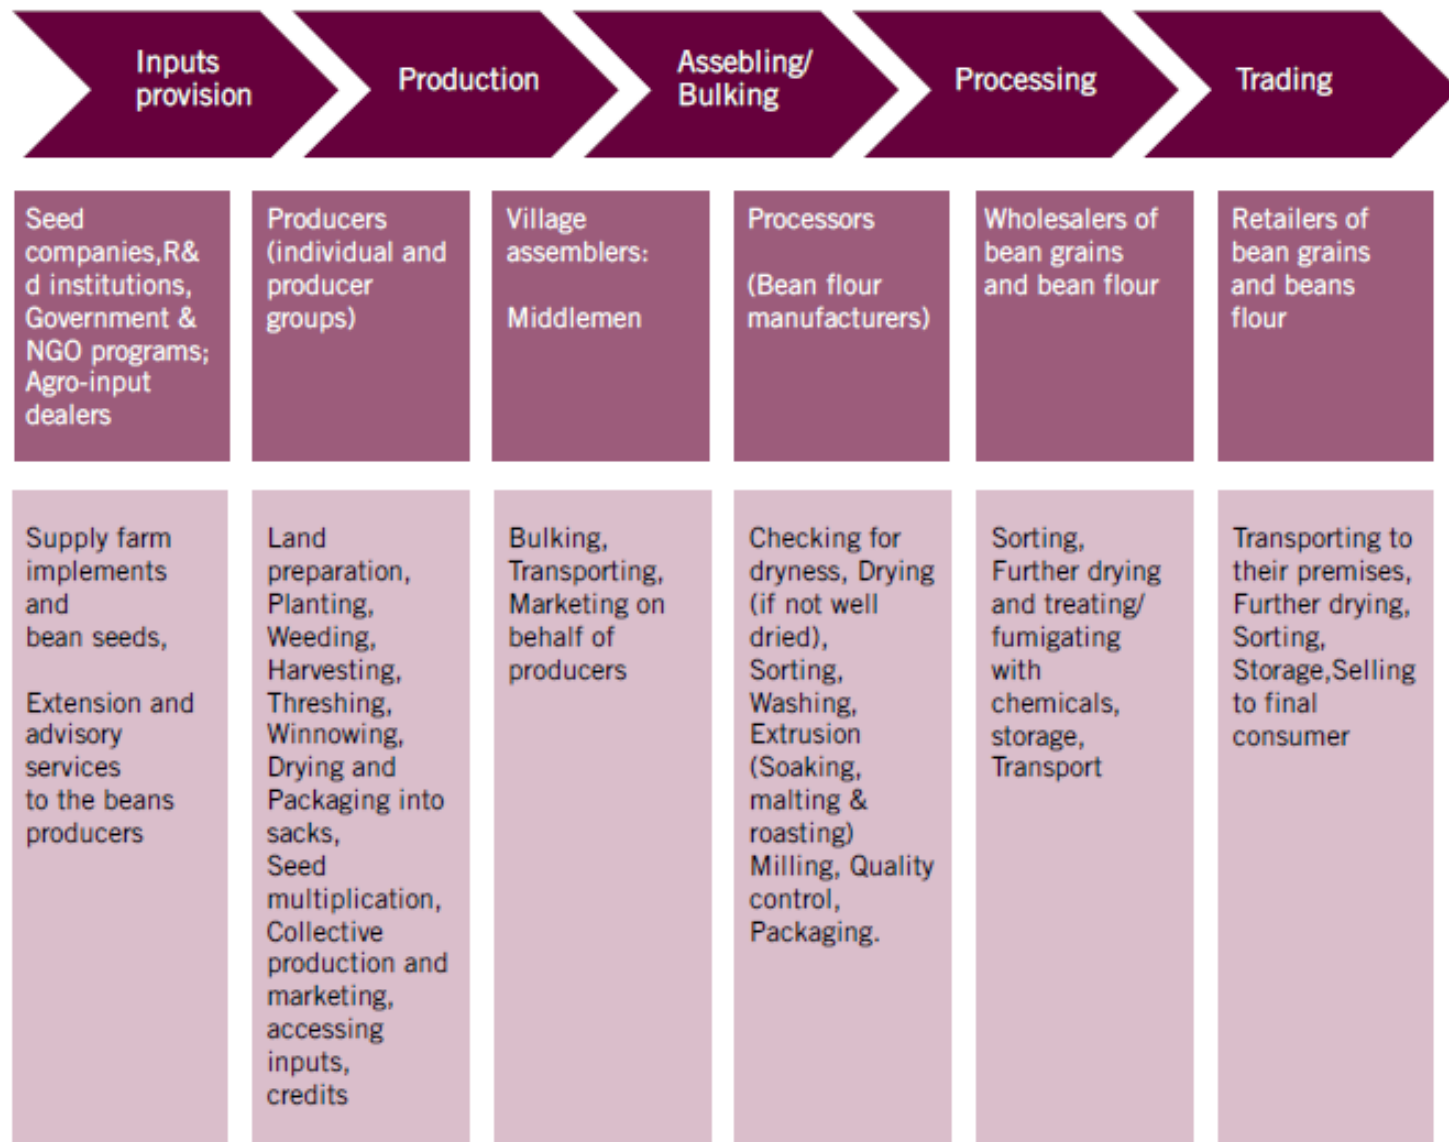 Inputs
provision
Production
Assebling/
Bulking
Processing
Trading
Seed
companies,R&
d institutions,
Government &
NGO programs;
Agro-input
dealers
Producers
(individual and
producer
groups)
Village
assemblers:
Middlemen
Processors
(Bean flour
manufacturers)
Wholesalers of
bean grains
and bean flour
Retailers of
bean grains
and beans
flour
Supply farm
implements
and
bean seeds,
Extension and
advisory
services
to the beans
producers
Land
preparation,
Planting,
Weeding,
Harvesting,
Threshing,
Winnowing,
Drying and
Packaging into
sacks,
Seed
multiplication,
Collective
production and
marketing,
accessing
inputs,
credits
Bulking,
Transporting,
Marketing on
behalf of
producers
Checking for
dryness, Drying
(if not well
dried),
Sorting,
Washing,
Extrusion
(Soaking,
malting &
roasting)
Milling, Quality
control,
Packaging.
Sorting,
Further drying
and treating/
fumigating
with
chemicals,
storage,
Transport
Transporting to
their premises,
Further drying,
Sorting,
Storage,Selling
to final
consumer